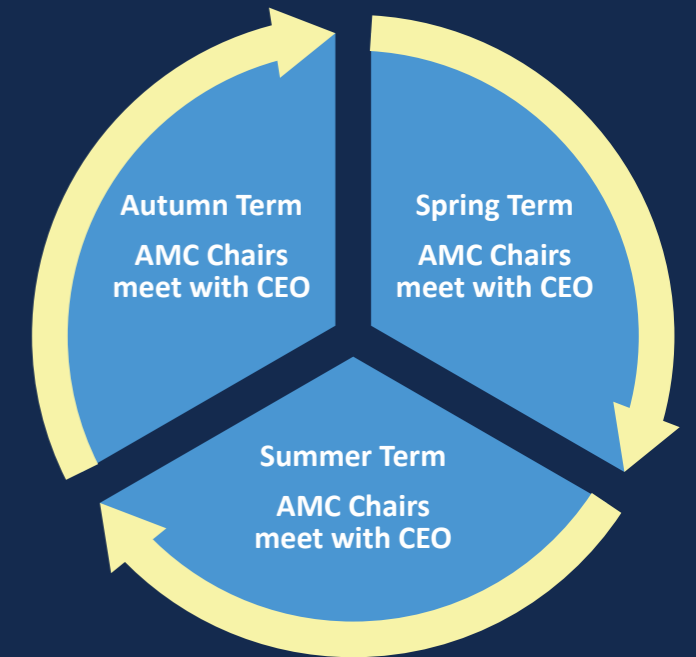 Autumn Term
AMC Chairs
meet with CEO
Spring Term
AMC Chairs
meet with CEO
Summer Term
AMC Chairs
meet with CEO